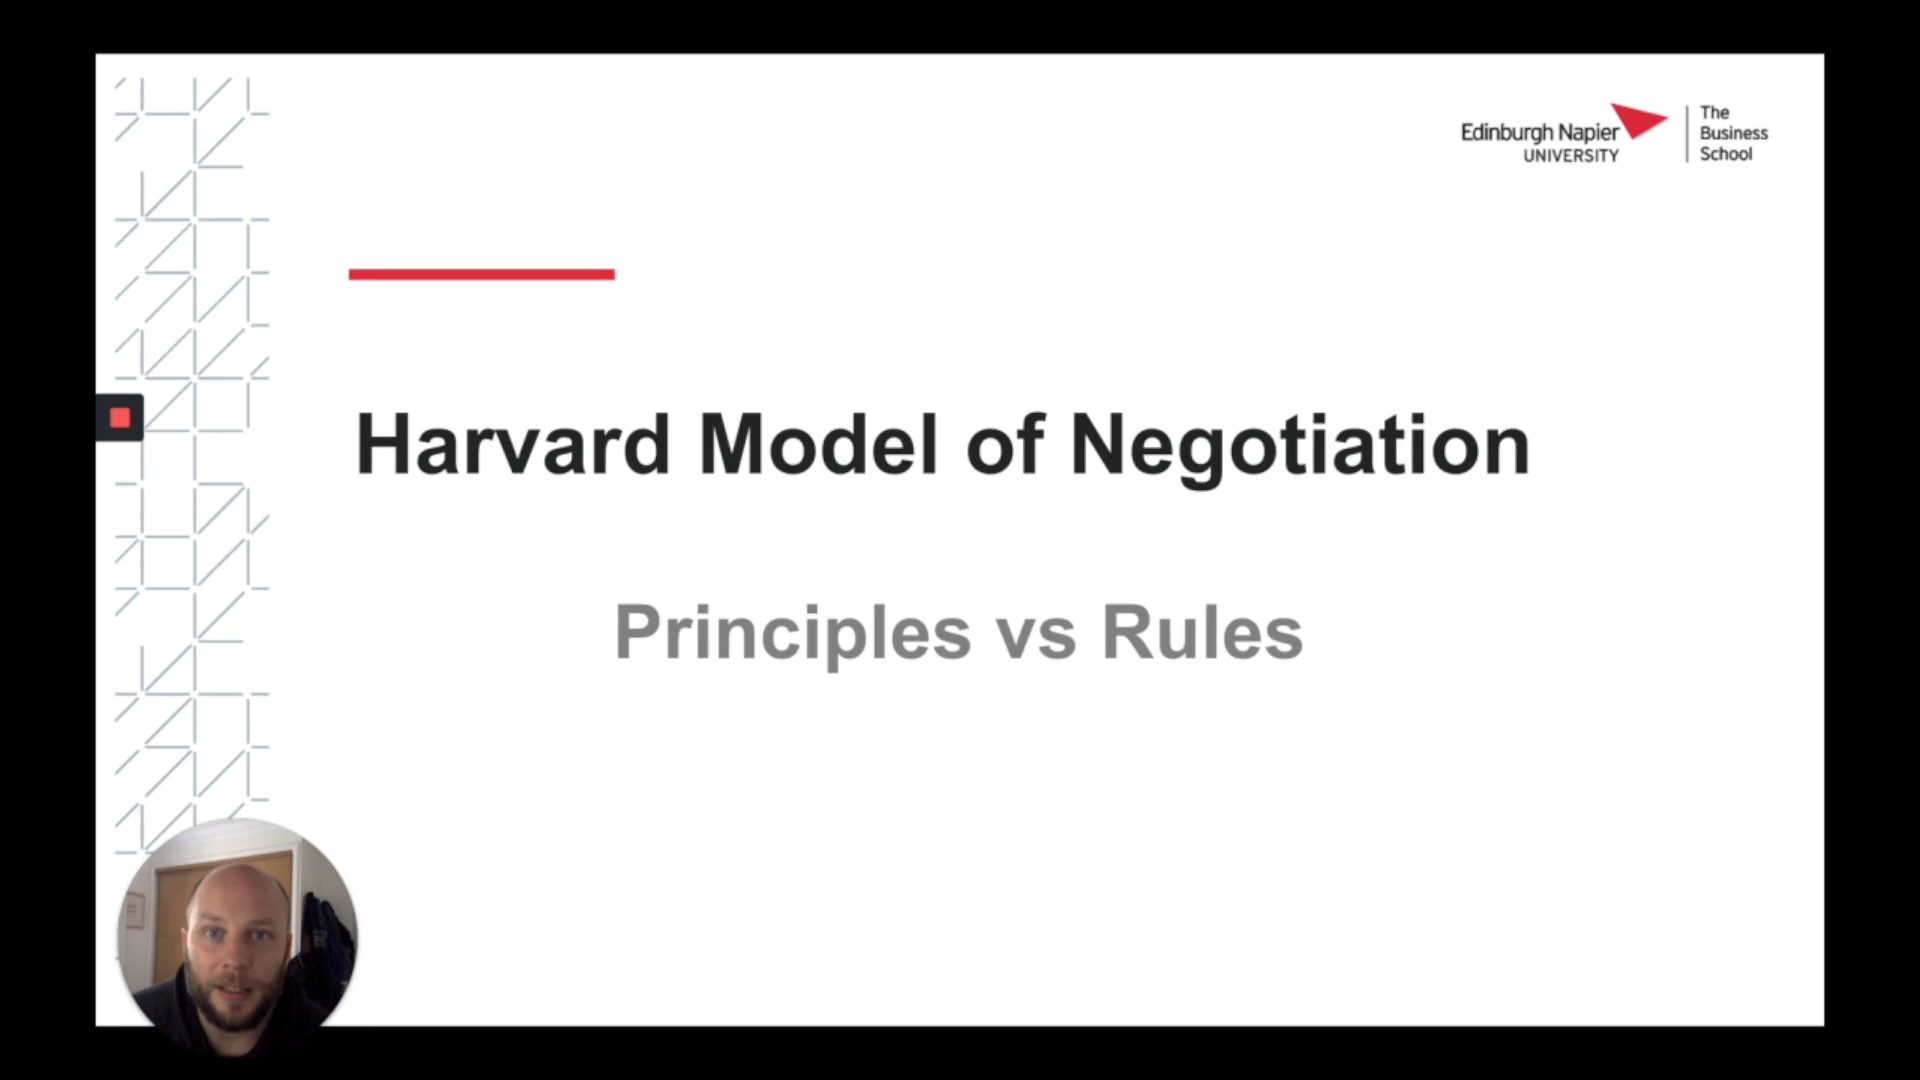 Edinburgh Napier
UNIVERSITY
The
Business
School
Harvard Model of Negotiation
Principles vs Rules